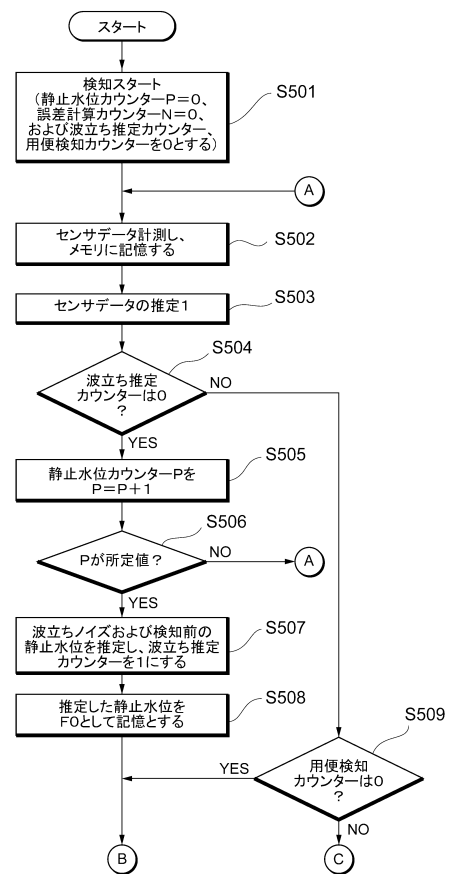 スタート
検知スタート
(静止水位カウンターP=0、
誤差計算カウンターN=0、
および波立ち推定カウンター、
用便検知カウンターを0とする)
S501
A
センサデータ計測し、
メモリに記憶する
S502
センサデータの推定1
S503
波立ち推定
カウンターは0
?
S504
NO
YES
静止水位カウンターPを
P=P+1
S505
Pが所定値?
S506
NO
A
YES
波立ちノイズおよび検知前の
静止水位を推定し、波立ち推定
カウンターを1にする
S507
推定した静止水位を
F0として記憶とする
S508
用便検知
カウンターは0
?
S509
YES
NO
B
C